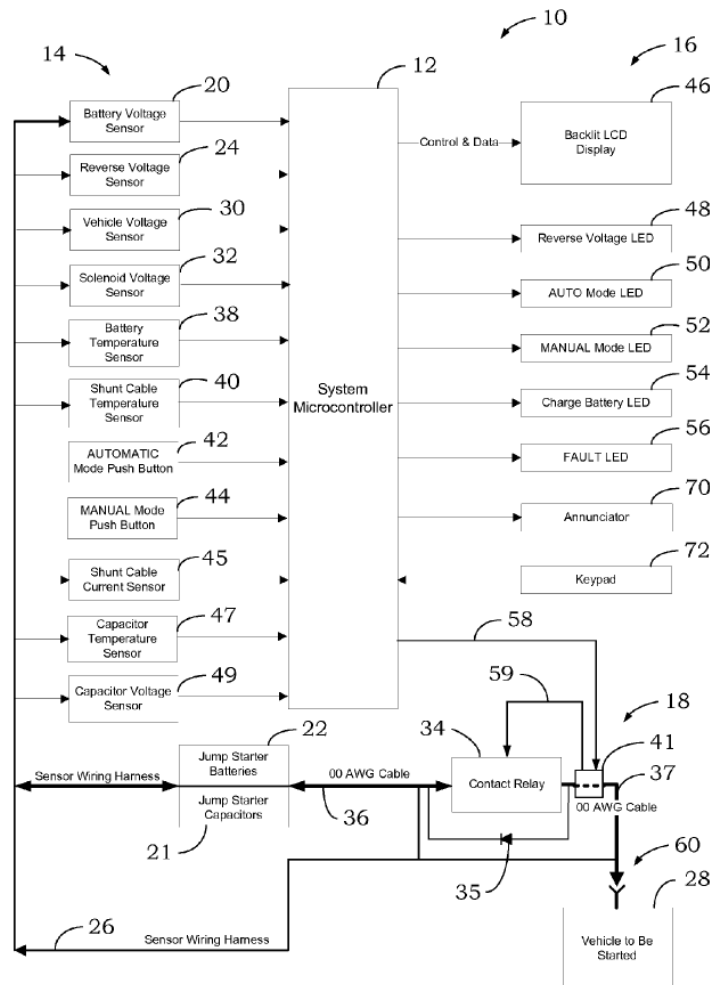 10
14
12
16
20
Battery Voltage
Sensor
46
Backlit LCD
Display
Control & Data
24
Reverse Voltage
Sensor
30
Vehicle Voltage
Sensor
48
Reverse Voltage LED
32
Solenoid Voltage
Sensor
50
AUTO Mode LED
38
Battery
Temperature
Sensor
52
MANUAL Mode LED
40
Shunt Cable
Temperature
Sensor
System
Microcontroller
54
Charge Battery LED
42
AUTOMATIC
Mode Push Button
56
FAULT LED
44
MANUAL Mode
Push Button
70
Annunciator
45
Shunt Cable
Current Sensor
72
Keypad
47
Capacitor
Temperature
Sensor
58
49
Capacitor Voltage
Sensor
59
18
22
34
41
Jump Starter
Batteries
Sensor Wiring Harness
00 AWG Cable
Contact Relay
37
00 AWG Cable
Jump Starter
Capacitors
36
21
35
60
28
26
Sensor Wiring Harness
Vehicle to Be
Started